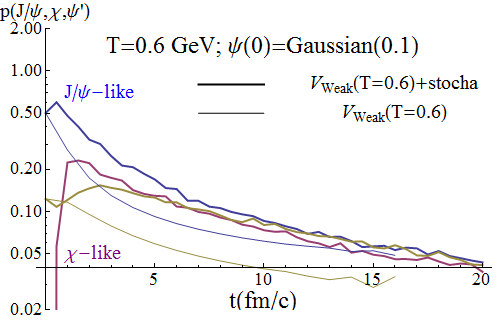 p(J/ψ,χ,ψ')
2.00
T=0.6 GeV; ψ(0)=Gaussian(0.1)
1.00
V_Weak(T=0.6)+stocha
J/ψ−like
0.50
V_Weak(T=0.6)
0.20
0.10
χ−like
0.05
0.02
5 10 15 20
t(fm/c)